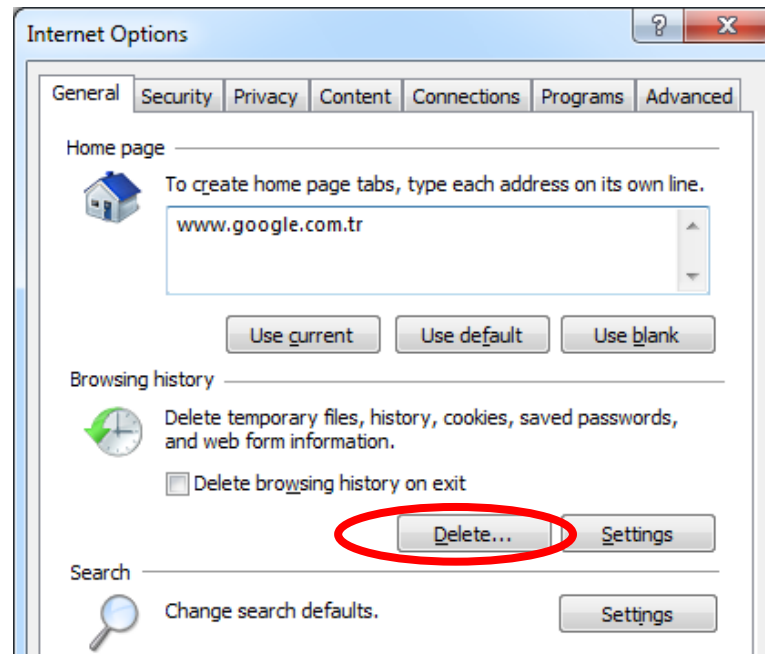 Internet Options
General Security Privacy Content Connections Programs Advanced
Home page
To create home page tabs, type each address on its own line.
www.google.com.tr
Use current Use default Use blank
Browsing history
Delete temporary files, history, cookies, saved passwords,
and web form information.
Delete browsing history on exit
Delete... Settings
Search
Change search defaults. Settings